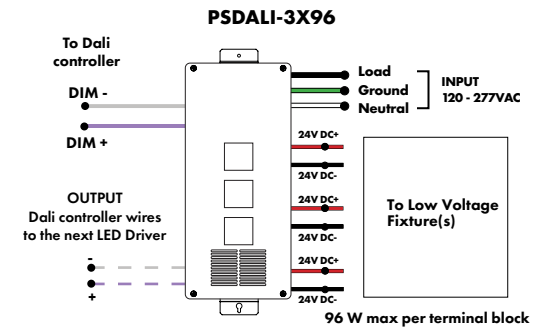 PSDALI-3X96
To Dali
controller
DIM -
DIM +
OUTPUT
Dali controller wires
to the next LED Driver
-
+
Load
Ground
Neutral
INPUT
120 - 277VAC
24V DC+
24V DC-
24V DC+
24V DC-
24V DC+
24V DC-
To Low Voltage
Fixture(s)
96 W max per terminal block